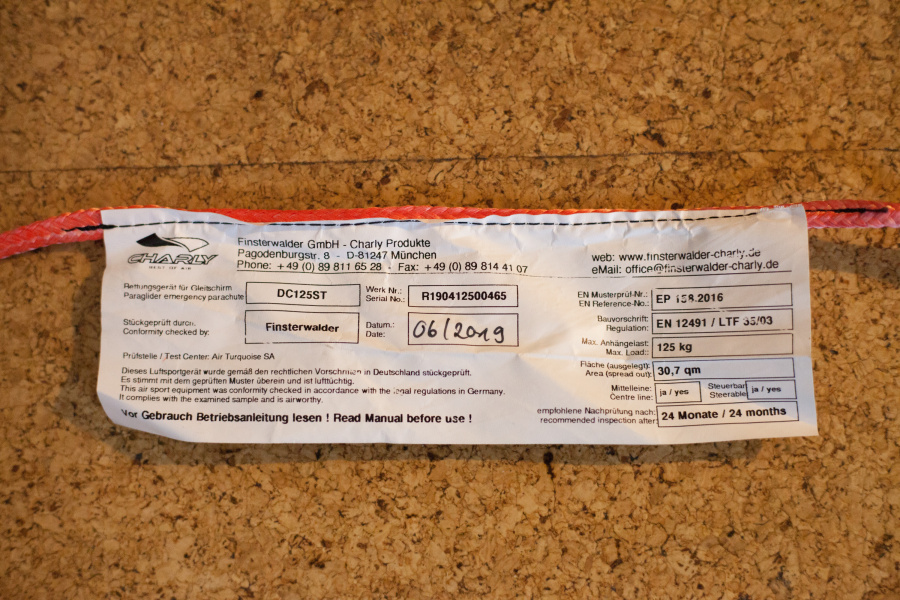 CHARLY
Finsterwalder GmbH - Charly Produkte
Pagodenburgstr. 8 - D-81247 München
Phone: +49 (0) 89 811 65 28 - Fax: +49 (0) 89 814 41 07
web: www.finsterwalder-charly.de
eMail: office@finsterwalder-charly.de
Rettungsgerät für Gleitschirm
Paraglider emergency parachute
DC125ST
Werk Nr.:
Serial No.:
R190412500465
Stückgeprüft durch:
Conformity checked by:
Finsterwalder
Datum.:
Date:
06/2019
Prüfstelle / Test Center: Air Turquoise SA
Dieses Luftsportgerät wurde gemäß den rechtlichen Vorschriften in Deutschland stückgeprüft.
Es stimmt mit dem geprüften Muster überein und ist lufttüchtig.
This air sport equipment was conformity checked in accordance with the legal regulations in Germany.
It complies with the examined sample and is airworthy.
Vor Gebrauch Betriebsanleitung lesen ! Read Manual before use !
EN Musterprüf-Nr.:
EN Reference-No.:
EP 2016
Bauvorschrift:
Regulation:
EN 12491 / LTF 35/03
Max. Anhängelast:
Max. Load::
125 kg
Fläche (ausgelegt):
Area (spread out):
30,7 qm
Mittelleine:
Centre line:
ja / yes
Steuerbar
Steerable
ja / yes
empfohlene Nachprüfung nach:
recommended inspection after:
24 Monate / 24 months